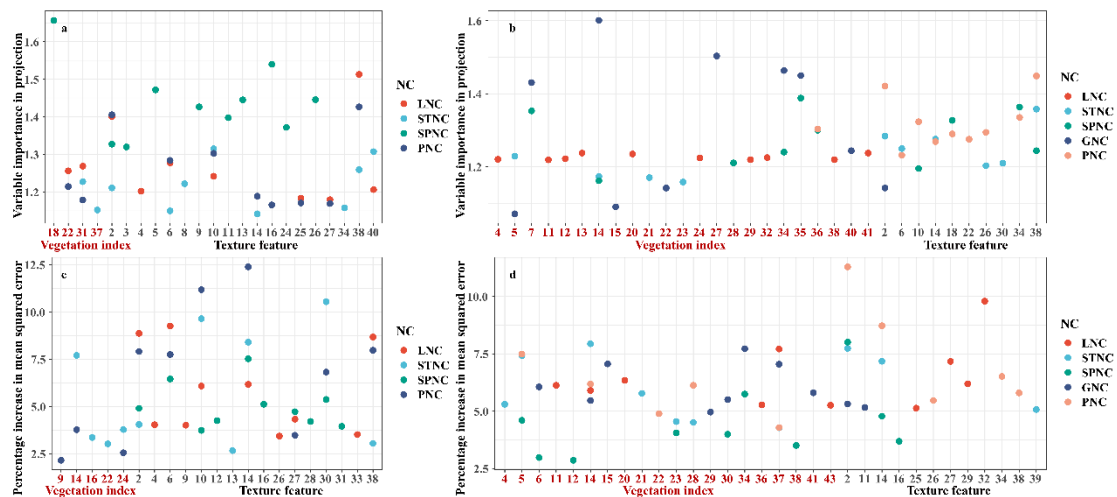 a
Variable importance in projection
1.6
1.5
1.4
1.3
1.2
18 22 31 37 2 3 4 5 6 8 9 10 11 13 14 16 24 25 26 27 34 38 40
Vegetation index Texture feature
NC
LNC
STNC
SPNC
PNC
b
Variable importance in projection
1.6
1.4
1.2
4 5 7 11 12 13 14 15 20 21 22 23 24 27 28 29 32 34 35 36 38 40 41 2 6 10 14 18 22 26 30 34 38
Vegetation index Texture feature
NC
LNC
STNC
SPNC
GNC
PNC
c
Percentage increase in mean squared error
12.5
10.0
7.5
5.0
2.5
9 14 16 22 24 2 4 6 9 10 12 13 14 16 26 27 28 30 31 33 38
Vegetation index Texture feature
NC
LNC
STNC
SPNC
PNC
d
Percentage increase in mean squared error
10.0
7.5
5.0
2.5
4 5 6 11 12 14 15 20 21 22 23 28 29 30 34 36 37 38 41 43 2 11 14 16 25 26 27 29 32 34 38 39
Vegetation index Texture feature
NC
LNC
STNC
SPNC
GNC
PNC